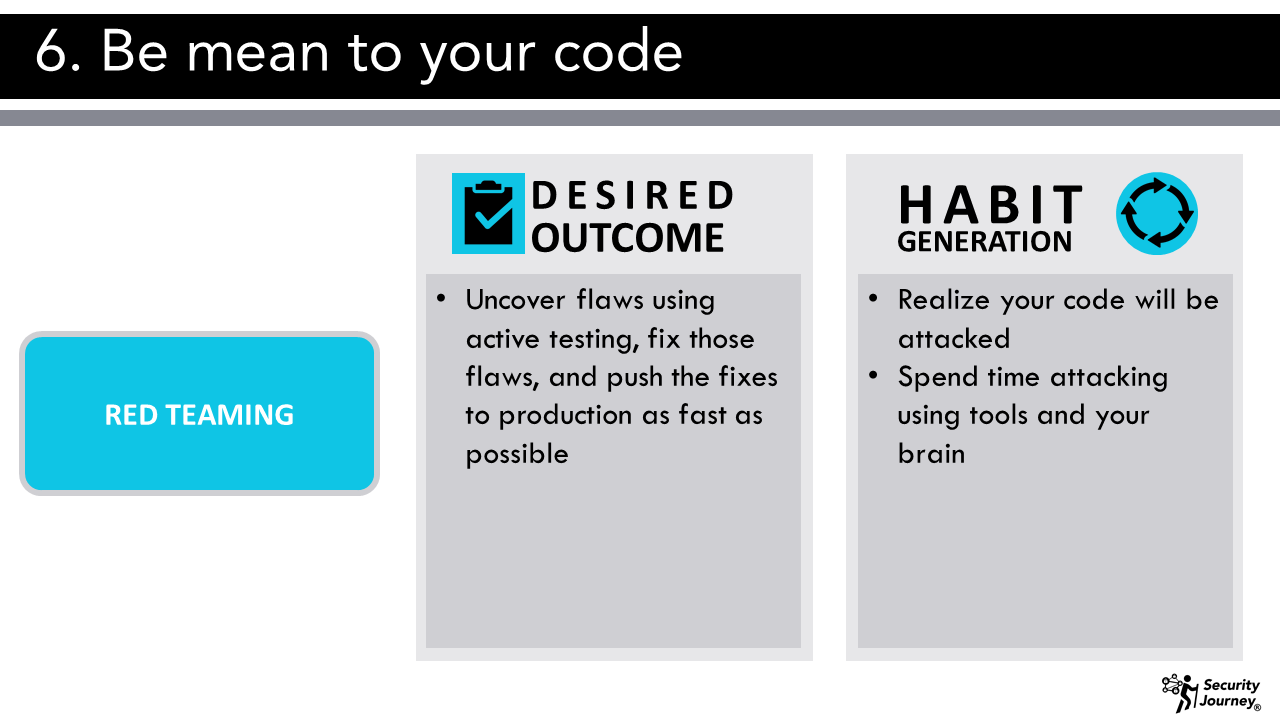 6. Be mean to your code
RED TEAMING
DESIRED
OUTCOME
• Uncover flaws using
active testing, fix those
flaws, and push the fixes
to production as fast as
possible
HABIT
GENERATION
• Realize your code will be
attacked
• Spend time attacking
using tools and your
brain
Security
Journey®